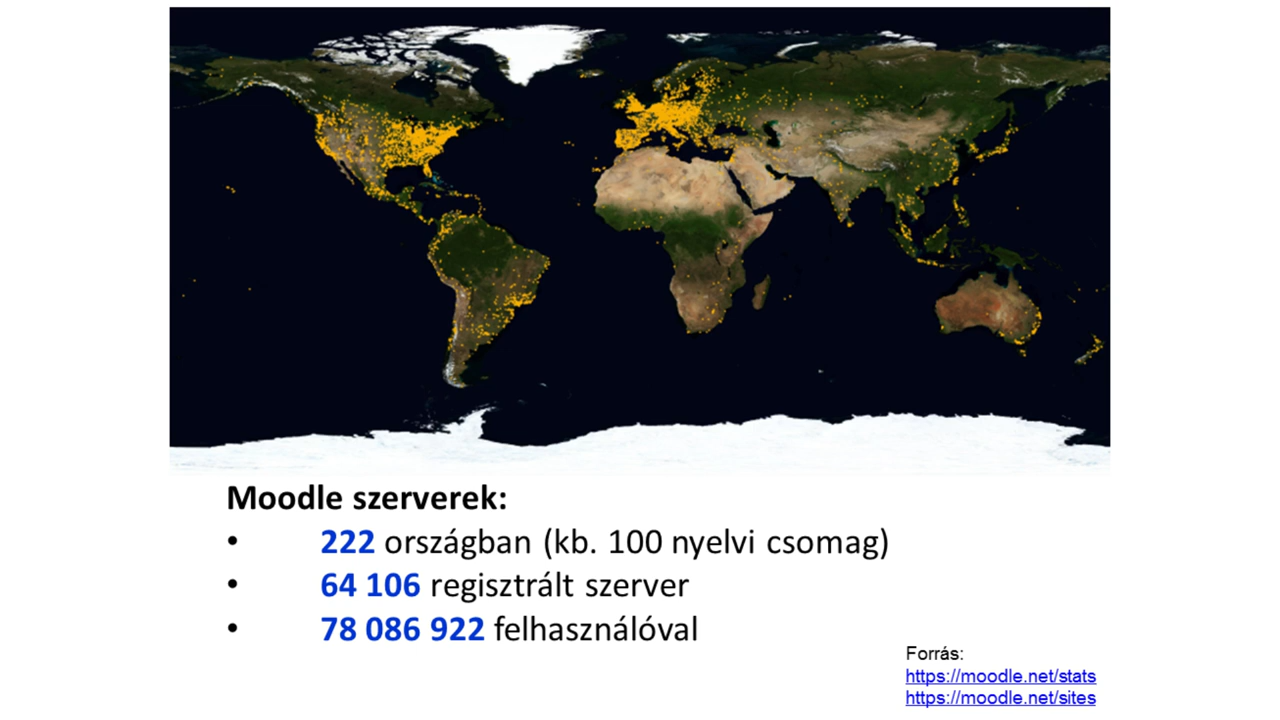 Moodle szerverek:
• 222 országban (kb. 100 nyelvi csomag)
• 64 106 regisztrált szerver
• 78 086 922 felhasználóval
Forrás:
https://moodle.net/stats
https://moodle.net/sites